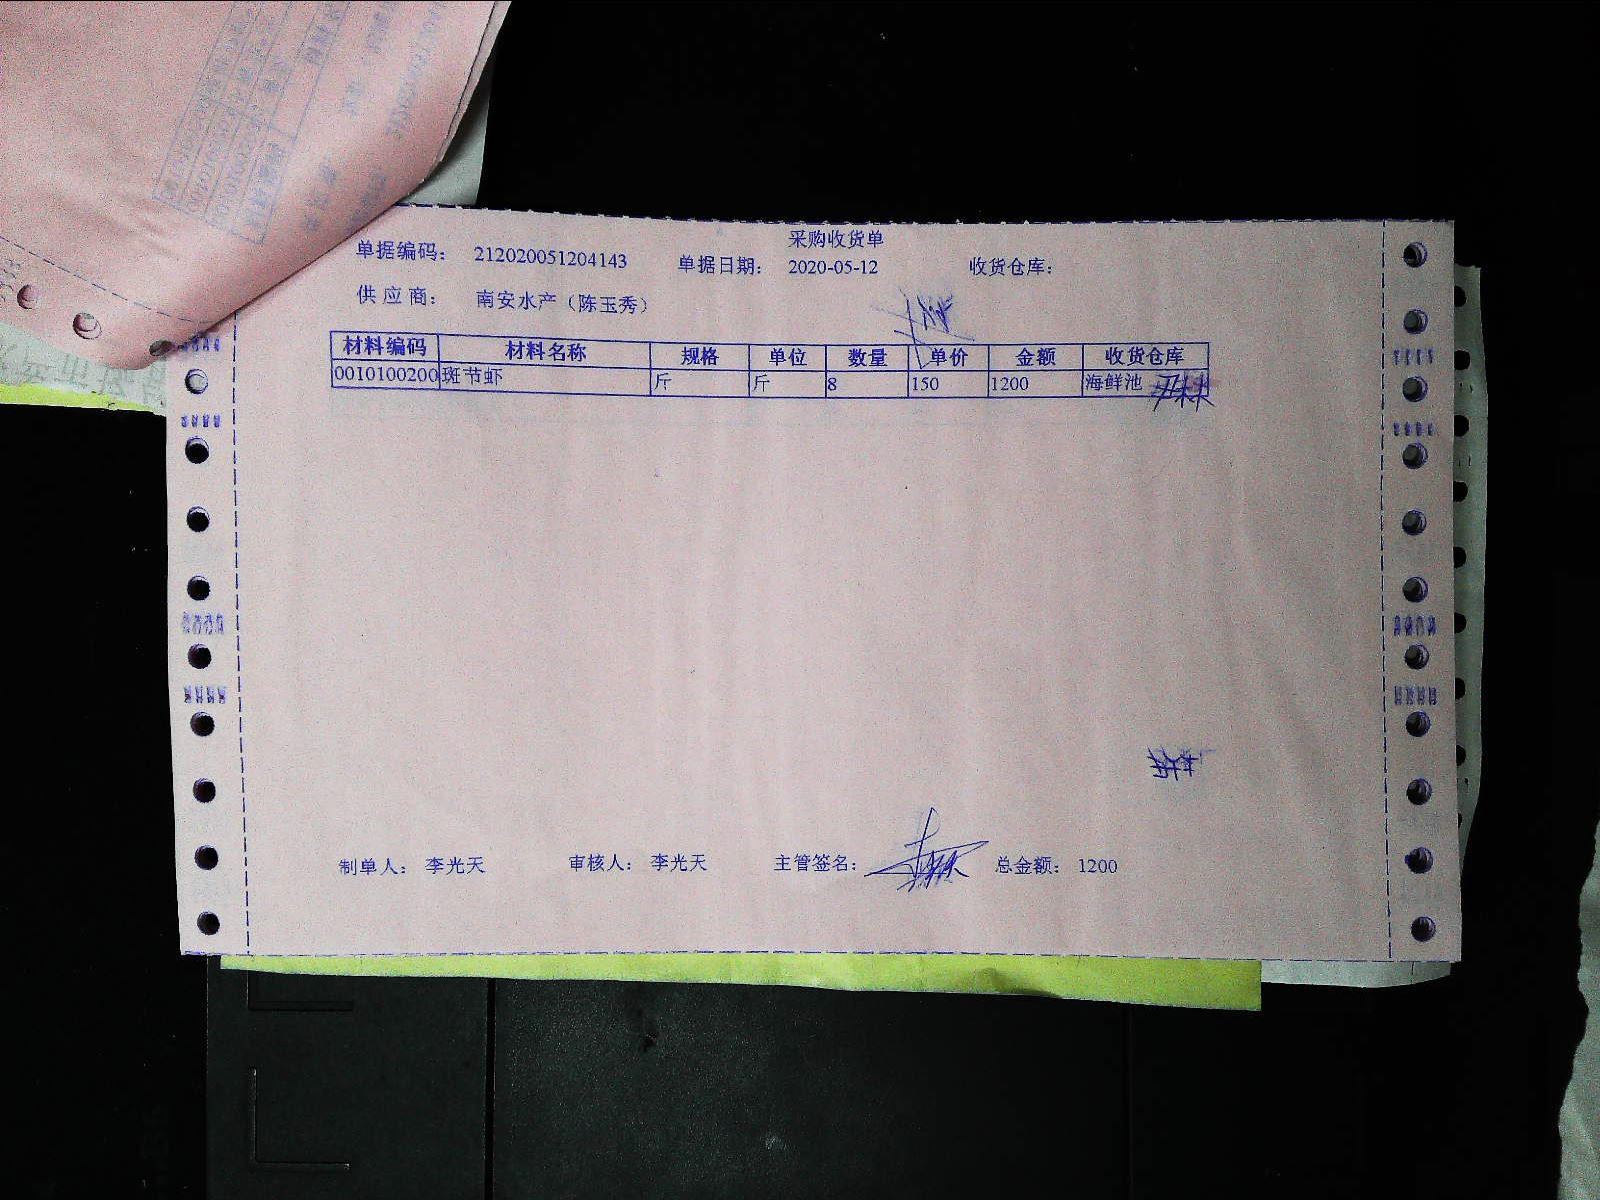 采购收货单
单据编码： 212020051204143 单据日期： 2020-05-12 收货仓库：
供应商： 南安水产（陈玉秀）
材料编码 材料名称 规格 单位 数量 单价 金额 收货仓库
0010100200 斑节虾 斤 斤 8 150 1200 海鲜池
制单人： 李光天 审核人： 李光天 主管签名： 总金额： 1200